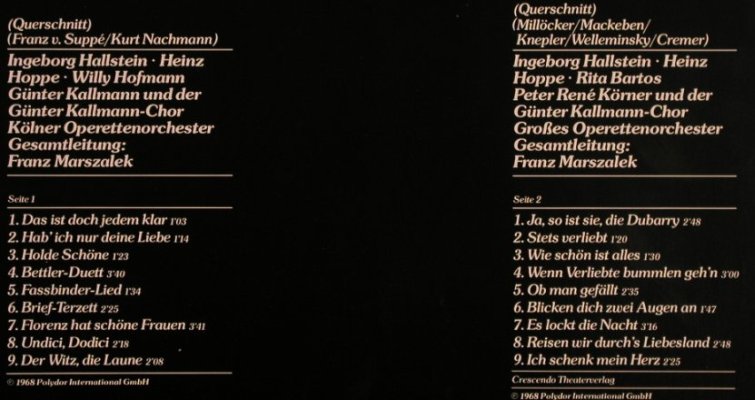 (Querschnitt)
(Franz v. Suppé/Kurt Nachmann)
Ingeborg Hallstein · Heinz
Hoppe · Willy Hofmann
Günter Kallmann und der
Günter Kallmann-Chor
Kölner Operettenorchester
Gesamtleitung:
Franz Marszalek
Seite 1
1. Das ist doch jedem klar 1'03
2. Hab' ich nur deine Liebe 1'14
3. Holde Schöne 1'23
4. Bettler-Duett 3'40
5. Fassbinder-Lied 1'34
6. Brief-Terzett 2'25
7. Florenz hat schöne Frauen 3'41
8. Undici, Dodici 2'18
9. Der Witz, die Laune 2'08
℗ 1968 Polydor International GmbH
(Querschnitt)
(Millöcker/Mackeben/
Knepler/Welleminsky/Cremer)
Ingeborg Hallstein · Heinz
Hoppe · Rita Bartos
Peter René Körner und der
Günter Kallmann-Chor
Großes Operettenorchester
Gesamtleitung:
Franz Marszalek
Seite 2
1. Ja, so ist sie, die Dubarry 2'48
2. Stets verliebt 1'20
3. Wie schön ist alles 1'30
4. Wenn Verliebte bummlen geh'n 3'00
5. Ob man gefällt 2'35
6. Blicken dich zwei Augen an 1'47
7. Es lockt die Nacht 3'16
8. Reisen wir durch's Liebesland 2'48
9. Ich schenk mein Herz 2'25
Crescendo Theaterverlag
℗ 1968 Polydor International GmbH